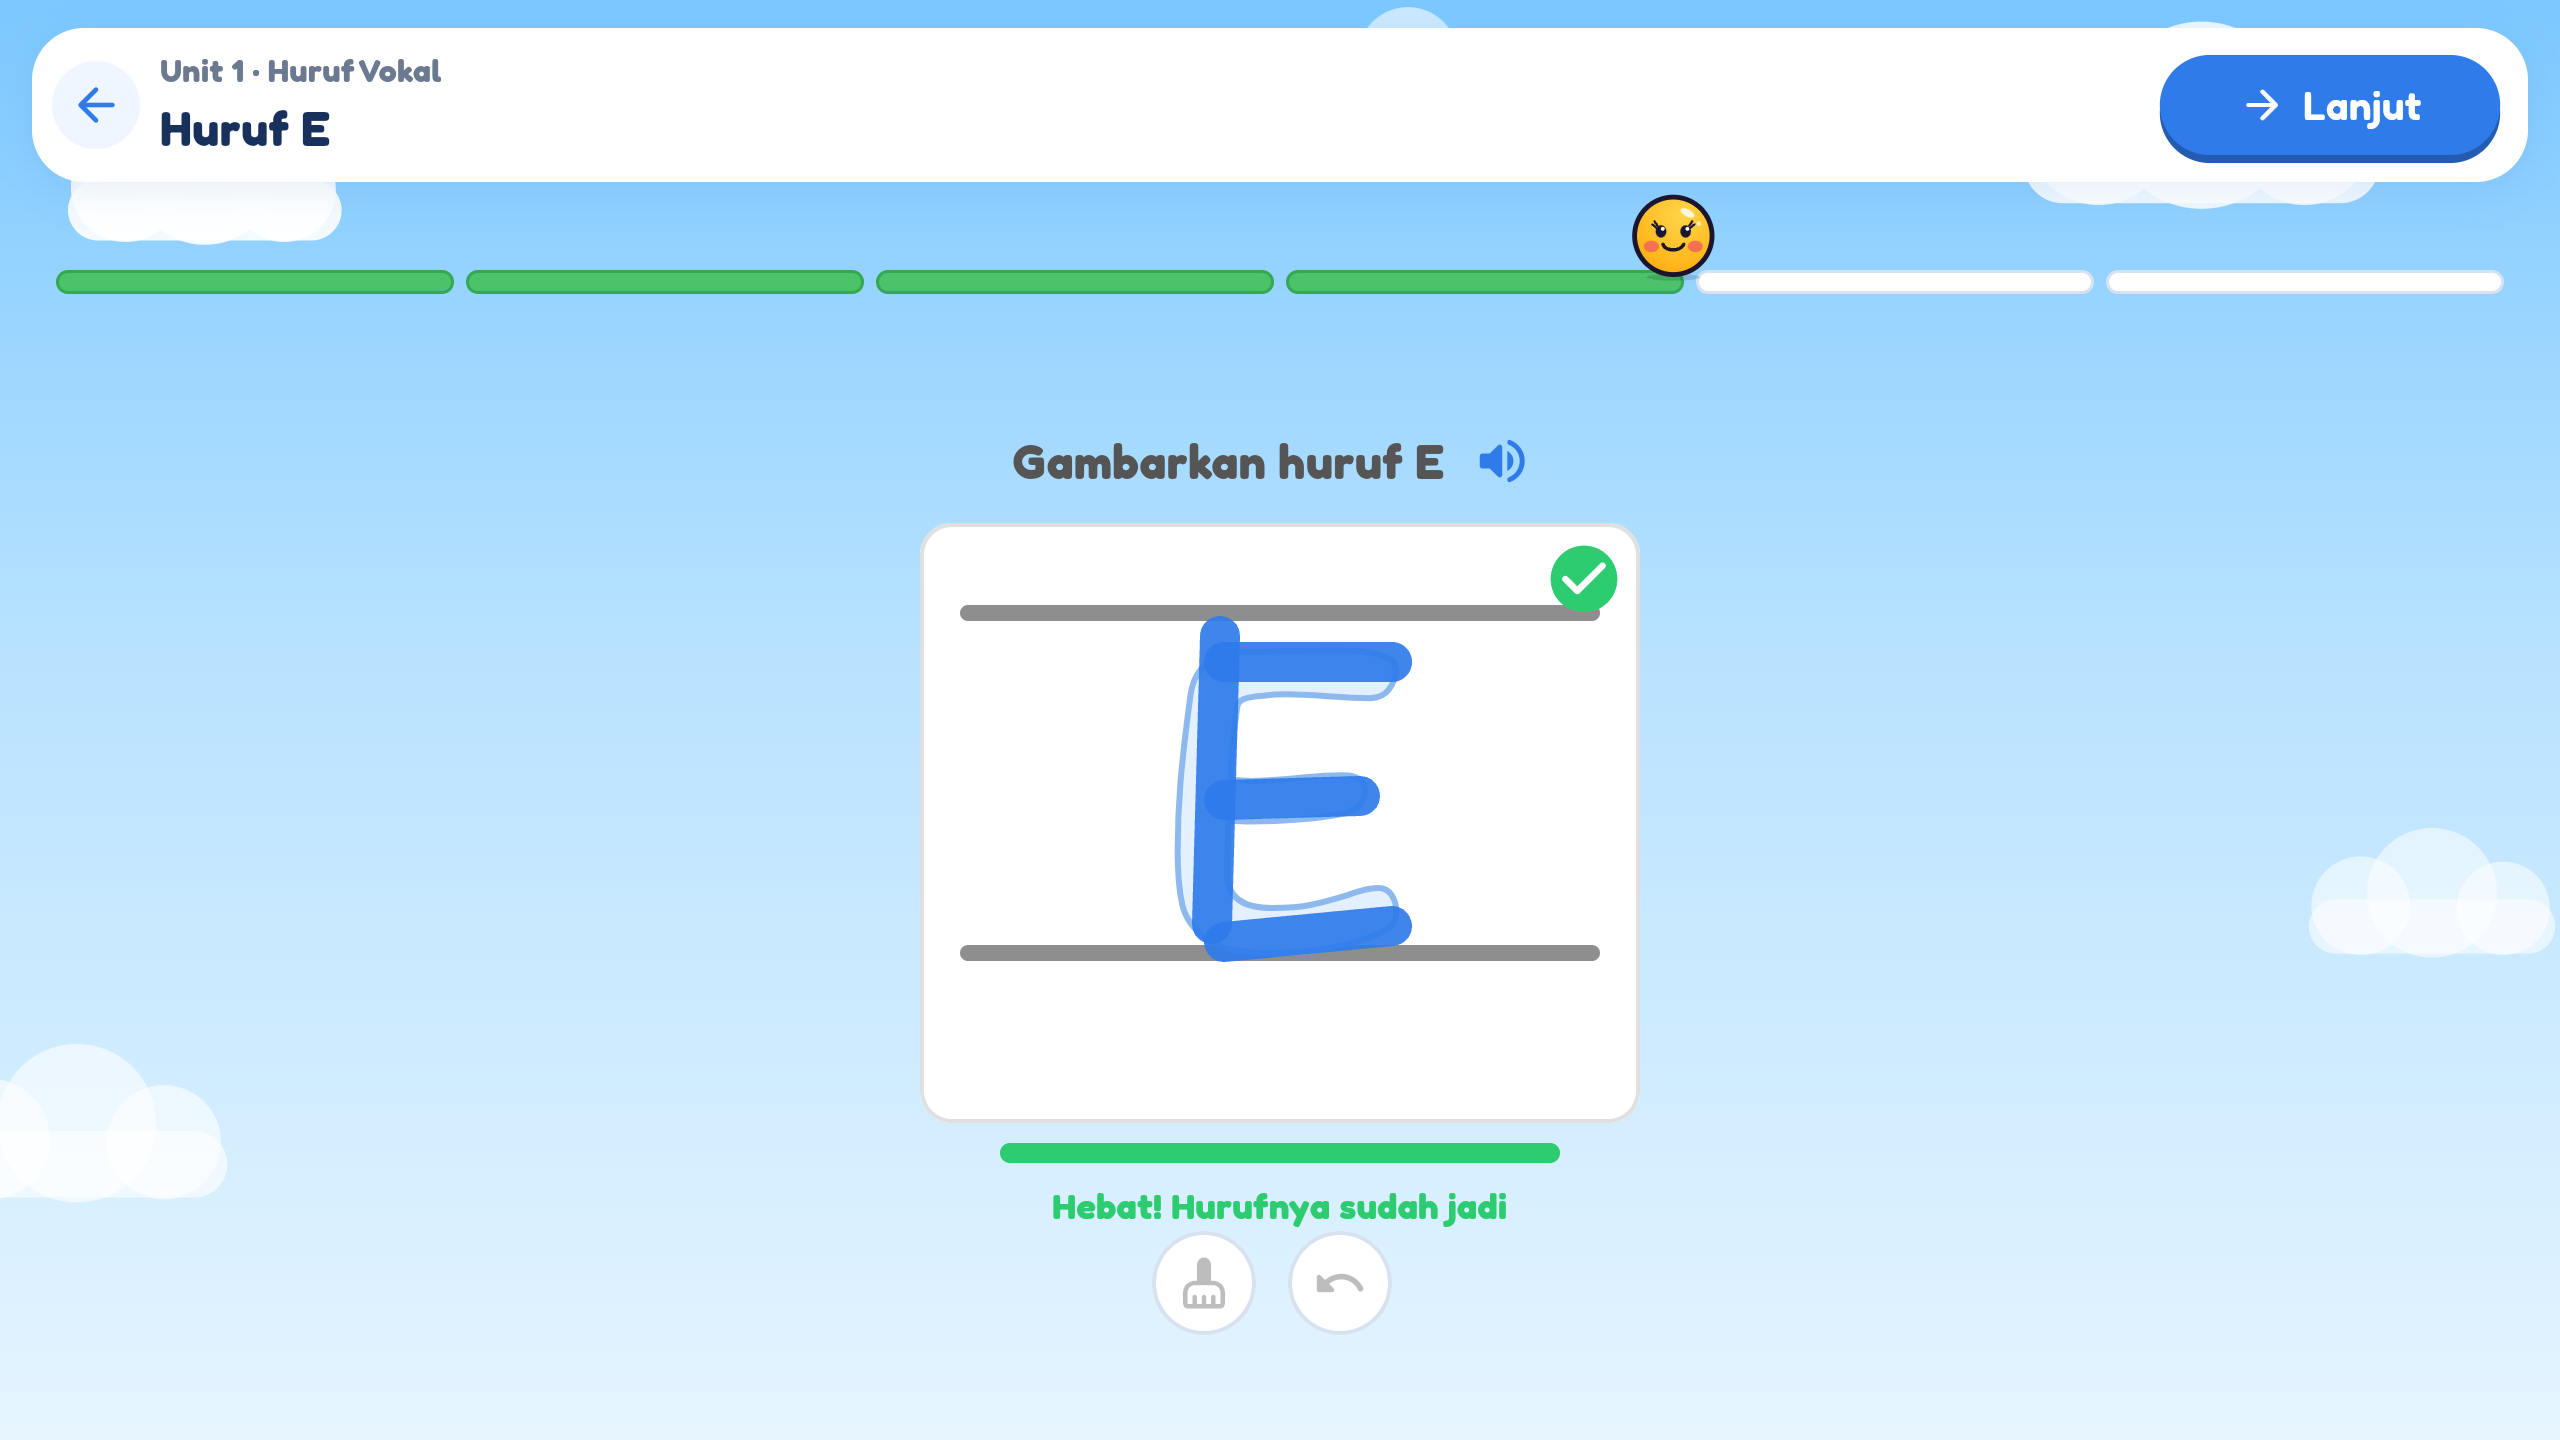 Unit 1 · Huruf Vokal
Huruf E
Lanjut
Gambarkan huruf E
E
Hebat! Hurufnya sudah jadi